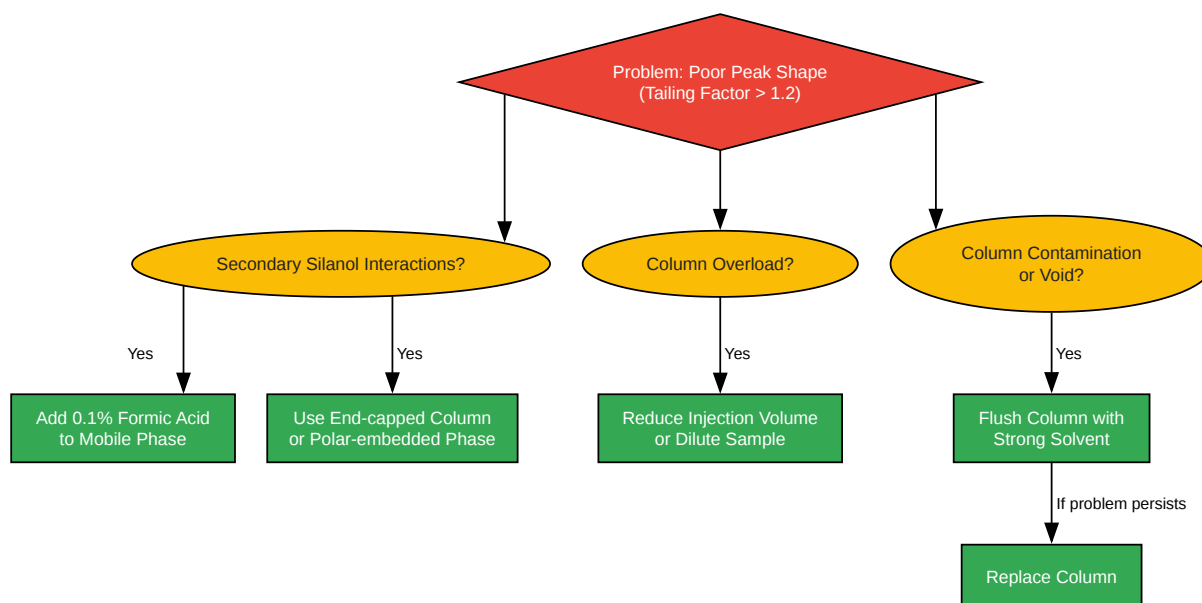 Problem: Poor Peak Shape
(Tailing Factor > 1.2)
Secondary Silanol Interactions?
Column Overload?
Column Contamination
or Void?
Yes
Yes
Yes
Yes
Add 0.1% Formic Acid
to Mobile Phase
Use End-capped Column
or Polar-embedded Phase
Reduce Injection Volume
or Dilute Sample
Flush Column with
Strong Solvent
If problem persists
Replace Column